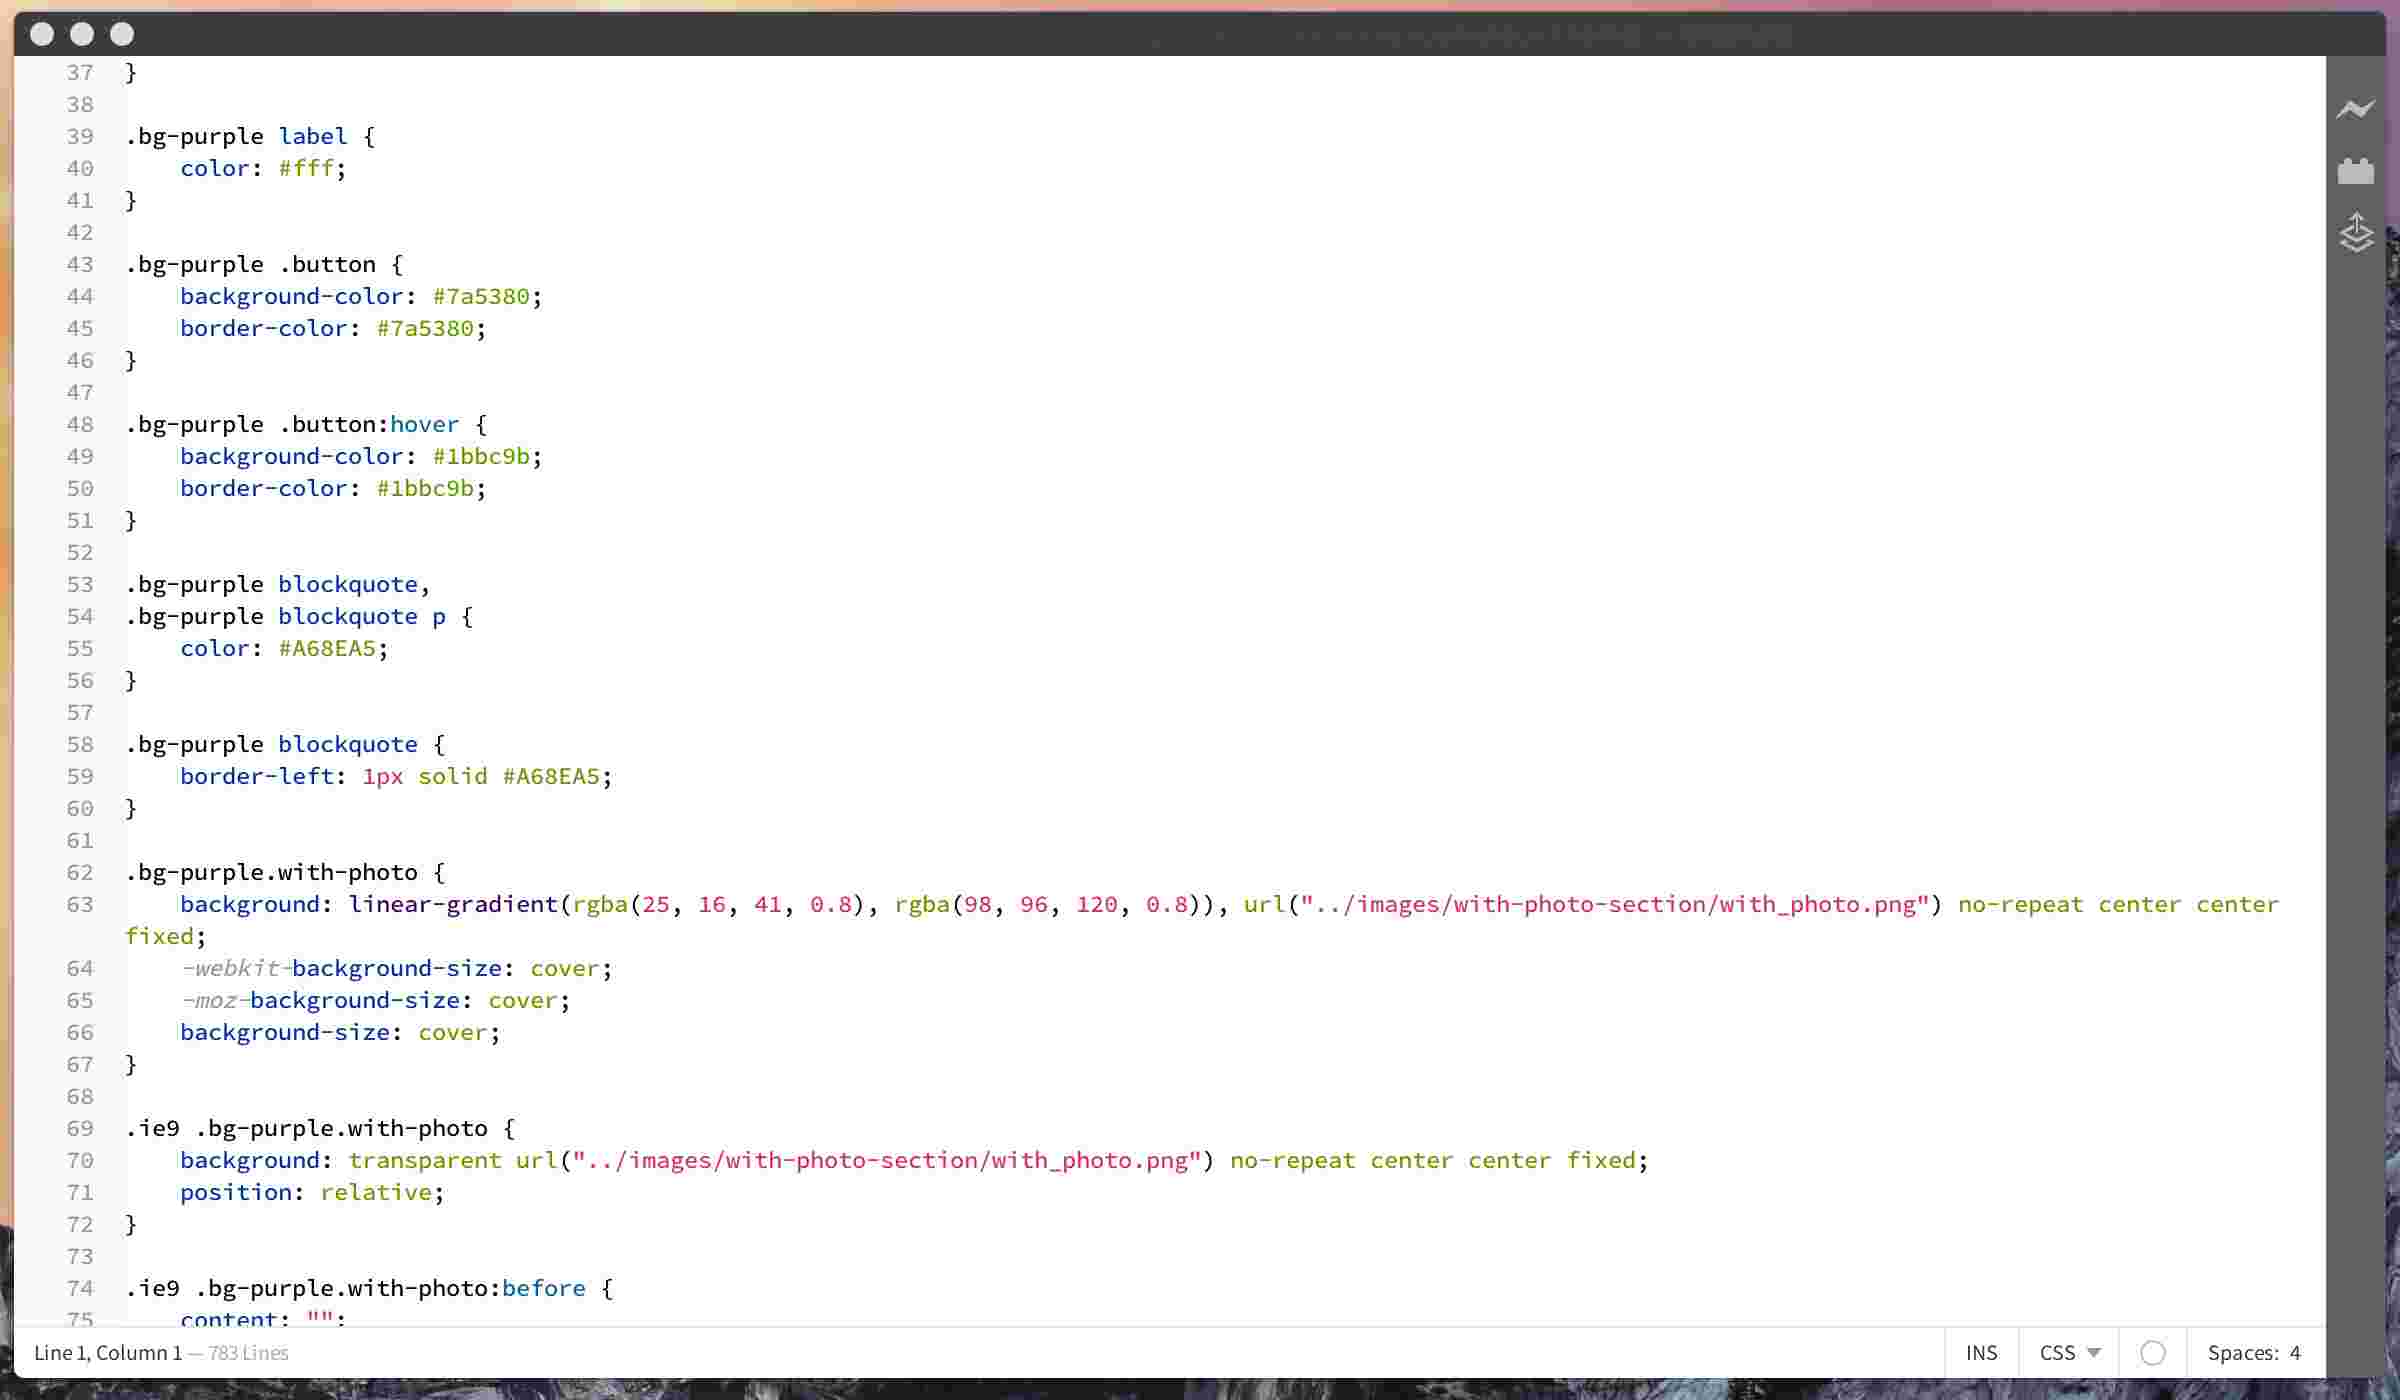 37 }
38
39 .bg-purple label {
40     color: #fff;
41 }
42
43 .bg-purple .button {
44     background-color: #7a5380;
45     border-color: #7a5380;
46 }
47
48 .bg-purple .button:hover {
49     background-color: #1bbc9b;
50     border-color: #1bbc9b;
51 }
52
53 .bg-purple blockquote,
54 .bg-purple blockquote p {
55     color: #A68EA5;
56 }
57
58 .bg-purple blockquote {
59     border-left: 1px solid #A68EA5;
60 }
61
62 .bg-purple.with-photo {
63     background: linear-gradient(rgba(25, 16, 41, 0.8), rgba(98, 96, 120, 0.8)), url("../images/with-photo-section/with_photo.png") no-repeat center center
fixed;
64     -webkit-background-size: cover;
65     -moz-background-size: cover;
66     background-size: cover;
67 }
68
69 .ie9 .bg-purple.with-photo {
70     background: transparent url("../images/with-photo-section/with_photo.png") no-repeat center center fixed;
71     position: relative;
72 }
73
74 .ie9 .bg-purple.with-photo:before {
75     content: "";
Line 1, Column 1 — 783 Lines INS CSS Spaces: 4